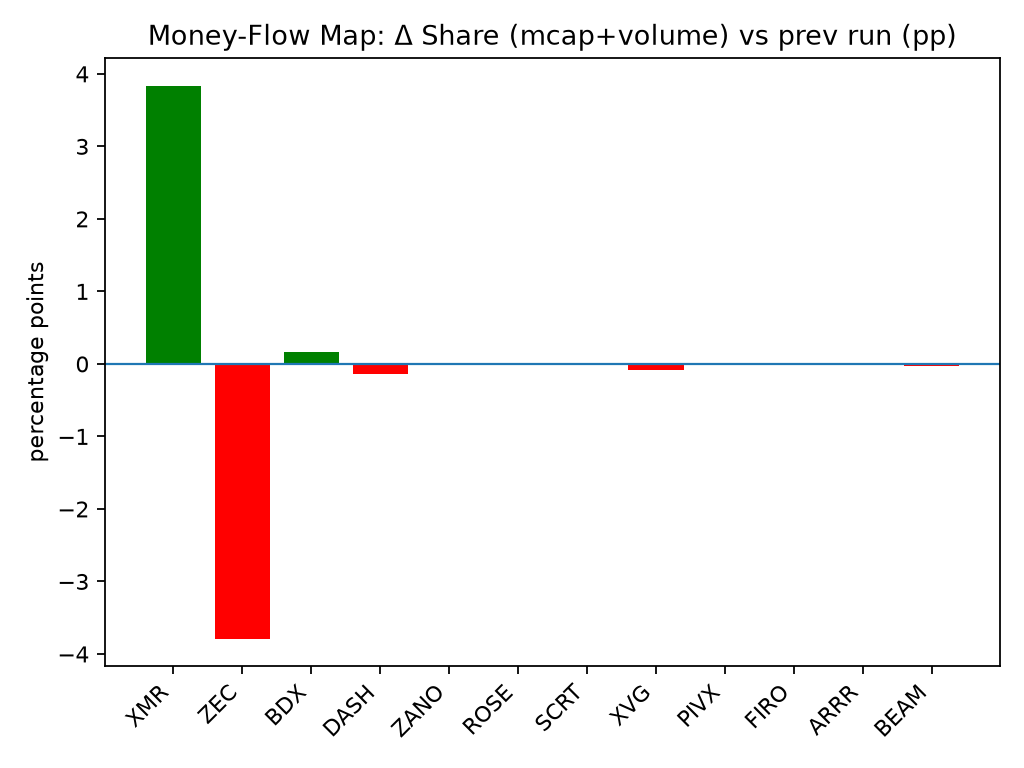 Money-Flow Map: Δ Share (mcap+volume) vs prev run (pp)
percentage points
4
3
2
1
0
−1
−2
−3
−4
XMR
ZEC
BDX
DASH
ZANO
ROSE
SCRT
XVG
PIVX
FIRO
ARRR
BEAM